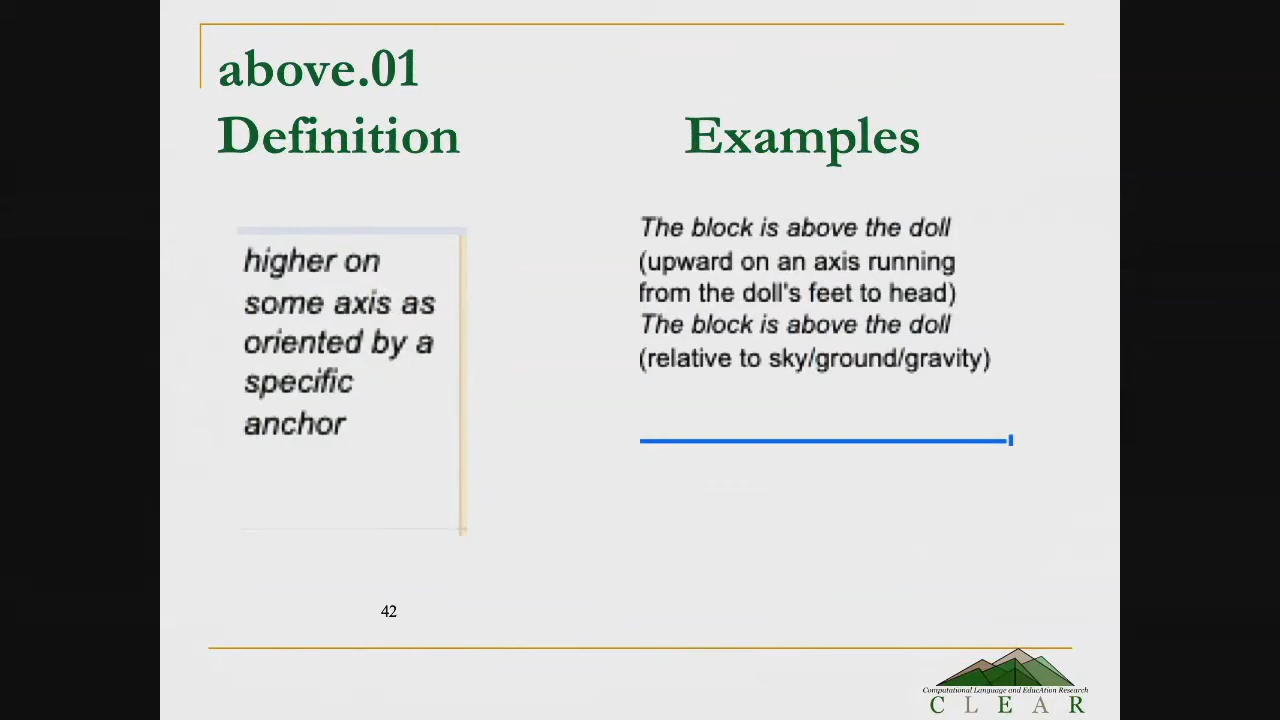 above.01
Definition
Examples
higher on
some axis as
oriented by a
specific
anchor
The block is above the doll
(upward on an axis running
from the doll's feet to head)
The block is above the doll
(relative to sky/ground/gravity)
42
Computational Language and EducAtion Research
C L E A R